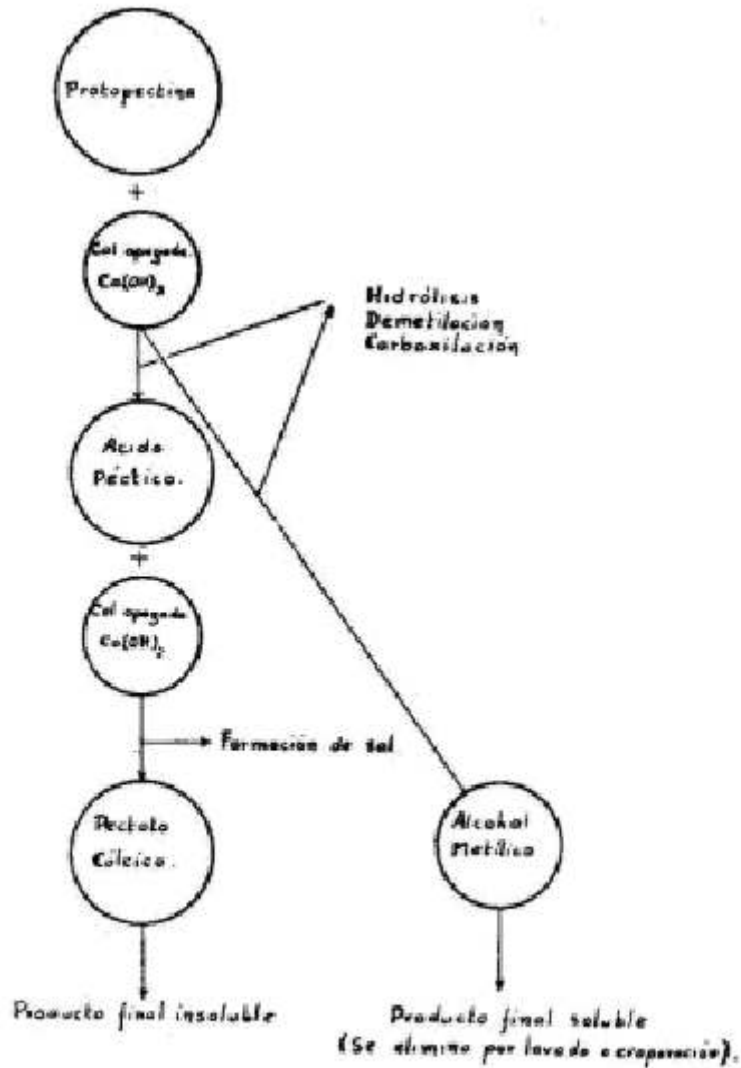 Protopectina
+
Cal apagada.
Ca(OH)₂
Hidrólisis
Demetilacion
Carboxilación
Acido
Péctico.
+
Cal apagada
Ca(OH)₂
Formación de sal
Pectato
Cálcico.
Alcohol
Metílico
Producto final insoluble
Producto final soluble
(Se elimina por lavado o evaporación).